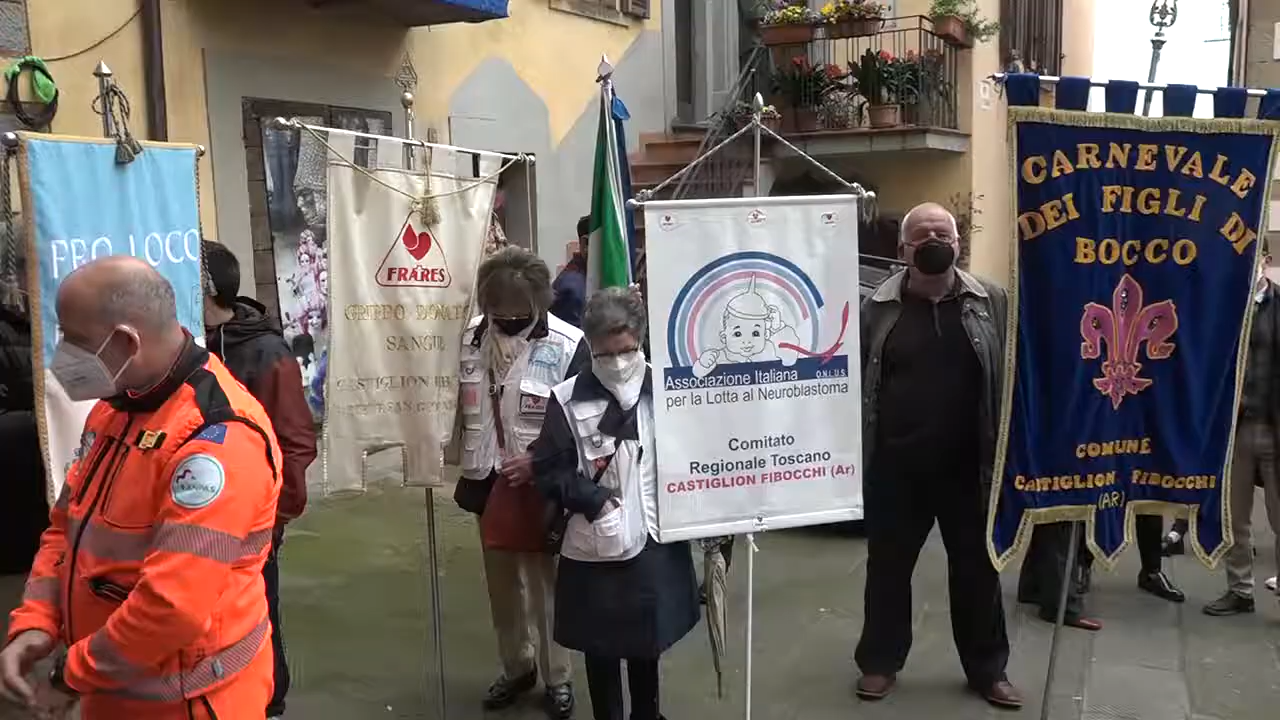 PRO LOCO
FRATRES
GRUPPO DONATORI
SANGUE
CASTIGLION FIBOCCHI
Associazione Italiana O.N.L.U.S.
per la Lotta al Neuroblastoma
Comitato
Regionale Toscano
CASTIGLION FIBOCCHI (Ar)
CARNEVALE
DEI FIGLI DI
BOCCO
COMUNE
CASTIGLION FIBOCCHI
(AR)